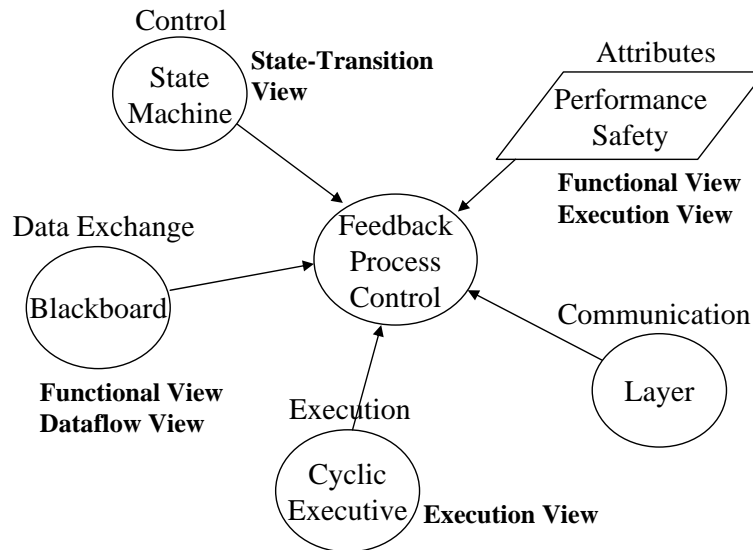 Control
State
Machine
State-Transition
View
Attributes
Performance
Safety
Functional View
Execution View
Data Exchange
Blackboard
Functional View
Dataflow View
Feedback
Process
Control
Communication
Layer
Execution
Cyclic
Executive
Execution View